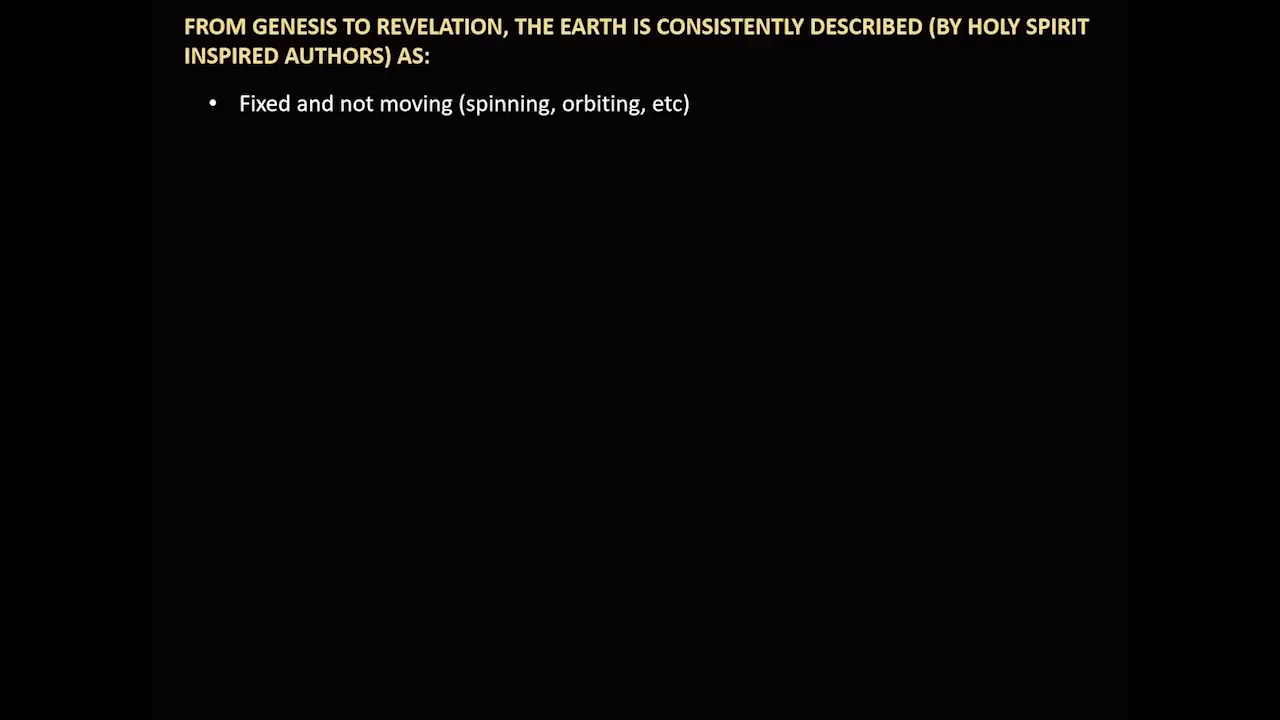 FROM GENESIS TO REVELATION, THE EARTH IS CONSISTENTLY DESCRIBED (BY HOLY SPIRIT
INSPIRED AUTHORS) AS:
• Fixed and not moving (spinning, orbiting, etc)